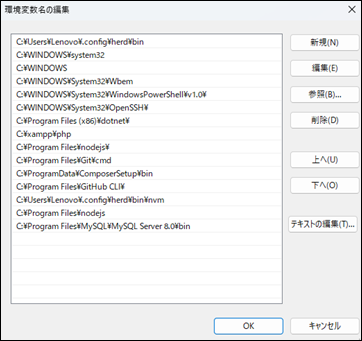 環境変数名の編集
C:¥Users¥Lenovo¥.config¥herd¥bin
C:¥WINDOWS¥system32
C:¥WINDOWS
C:¥WINDOWS¥System32¥Wbem
C:¥WINDOWS¥System32¥WindowsPowerShell¥v1.0¥
C:¥WINDOWS¥System32¥OpenSSH¥
C:¥Program Files (x86)¥dotnet¥
C:¥xampp¥php
C:¥Program Files¥nodejs¥
C:¥Program Files¥Git¥cmd
C:¥ProgramData¥ComposerSetup¥bin
C:¥Program Files¥GitHub CLI¥
C:¥Users¥Lenovo¥.config¥herd¥bin¥nvm
C:¥Program Files¥nodejs
C:¥Program Files¥MySQL¥MySQL Server 8.0¥bin
新規(N)
編集(E)
参照(B)...
削除(D)
上へ(U)
下へ(O)
テキストの編集(T)...
OK
キャンセル